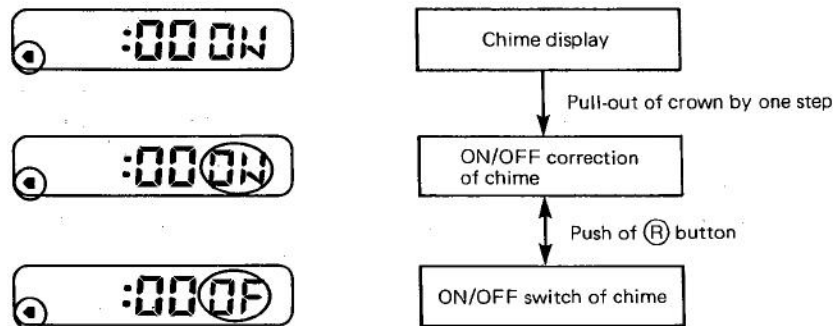 :00 ON
Chime display
Pull-out of crown by one step
:00 ON
ON/OFF correction
of chime
Push of Ⓡ button
:00 OF
ON/OFF switch of chime